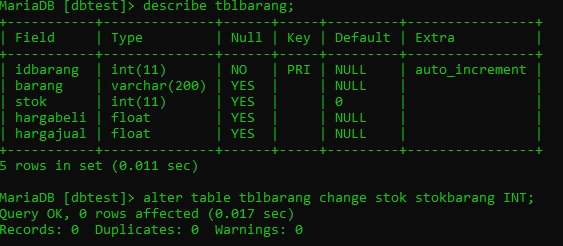 MariaDB [dbtest]> describe tblbarang;
+-----------+--------------+------+-----+---------+----------------+
| Field     | Type         | Null | Key | Default | Extra          |
+-----------+--------------+------+-----+---------+----------------+
| idbarang  | int(11)      | NO   | PRI | NULL    | auto_increment |
| barang    | varchar(200) | YES  |     | NULL    |                |
| stok      | int(11)      | YES  |     | 0       |                |
| hargabeli | float        | YES  |     | NULL    |                |
| hargajual | float        | YES  |     | NULL    |                |
+-----------+--------------+------+-----+---------+----------------+
5 rows in set (0.011 sec)

MariaDB [dbtest]> alter table tblbarang change stok stokbarang INT;
Query OK, 0 rows affected (0.017 sec)
Records: 0  Duplicates: 0  Warnings: 0